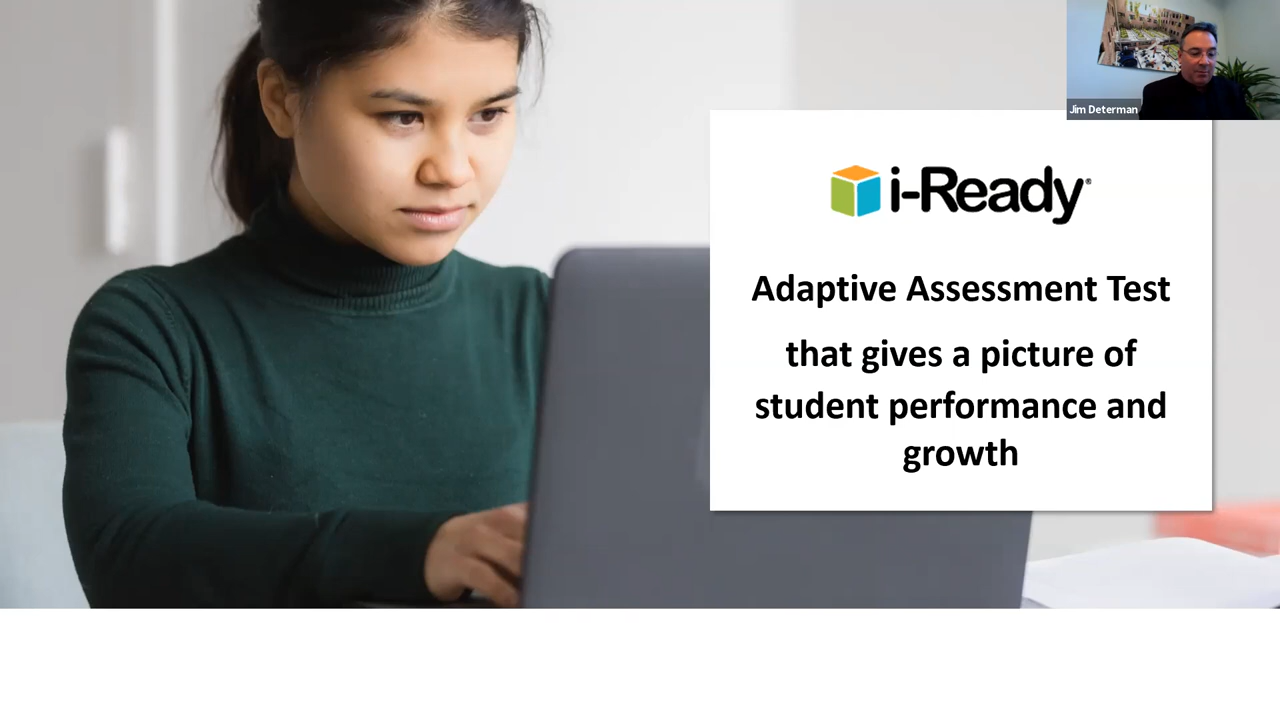 Jim Determan
i-Ready®
Adaptive Assessment Test
that gives a picture of
student performance and
growth